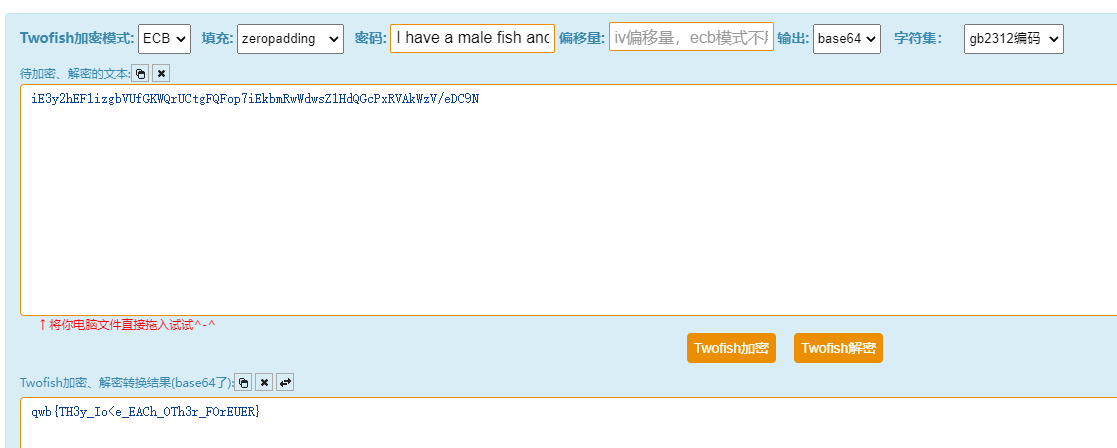 Twofish加密模式: ECB 填充: zeropadding 密码: I have a male fish and 偏移量: iv偏移量，ecb模式不用 输出: base64 字符集： gb2312编码
待加密、解密的文本:
iE3y2hEF1izgbVUfGKWQrUCtgFQFop7iEkbmRwWdwsZ1HdQGcPxRVAkWzV/eDC9N
↑将你电脑文件直接拖入试试^-^
Twofish加密 Twofish解密
Twofish加密、解密转换结果(base64了):
qwb{TH3y_Io<e_EACh_OTh3r_FOrEUER}